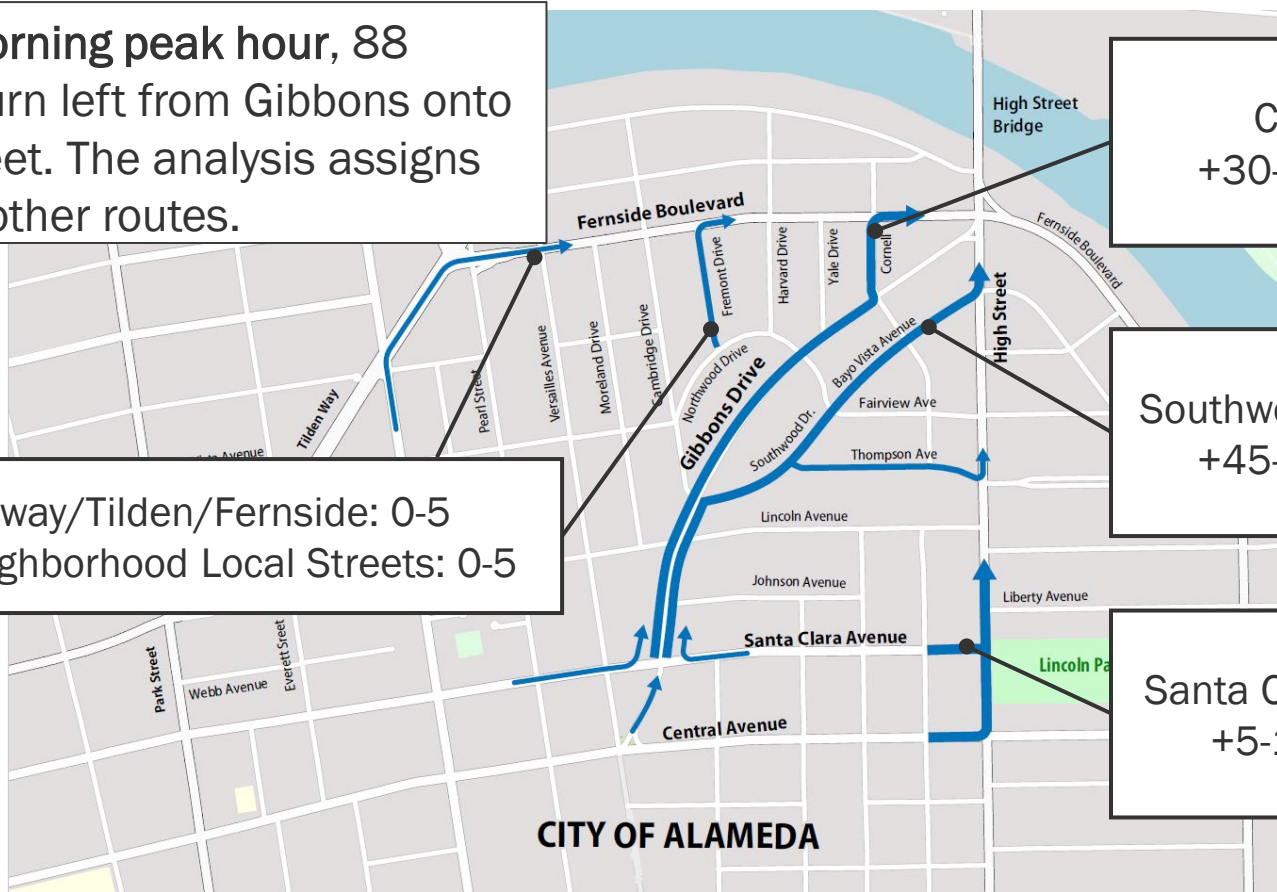 orning peak hour, 88
urn left from Gibbons onto
eet. The analysis assigns
other routes.
High Street
Bridge
C
+30-
Fernside Boulevard
Fernside Boulevard
Fremont Drive
Harvard Drive
Yale Drive
Cornell
High Street
Pearl Street
Versailles Avenue
Moreland Drive
Cambridge Drive
Northwood Drive
Gibbons Drive
Bayo Vista Avenue
Southwood Dr.
Tilden Way
Fairview Ave
Thompson Ave
Southwo
+45-
Avenue
way/Tilden/Fernside: 0-5
ighborhood Local Streets: 0-5
Lincoln Avenue
Johnson Avenue
Liberty Avenue
Santa Clara Avenue
Lincoln Pa
Park Street
Webb Avenue
Everett Sreet
Central Avenue
Santa C
+5-
CITY OF ALAMEDA